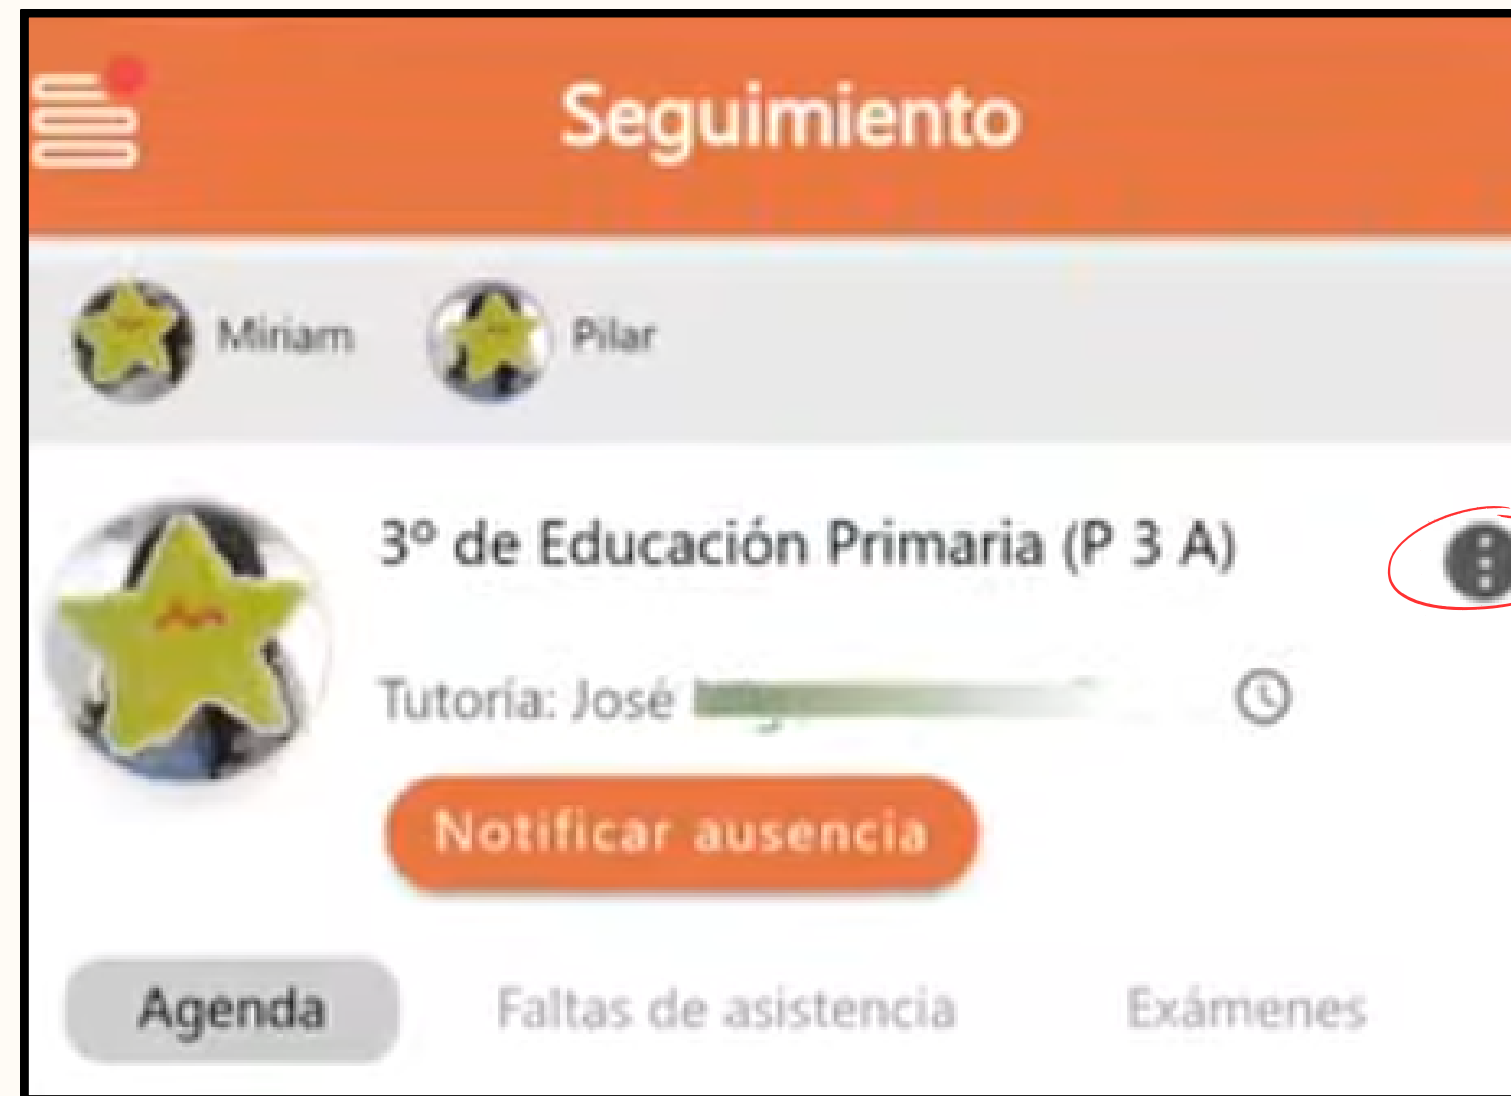 Seguimiento
Miriam Pilar
3º de Educación Primaria (P 3 A)
Tutoría: José
Notificar ausencia
Agenda Faltas de asistencia Exámenes